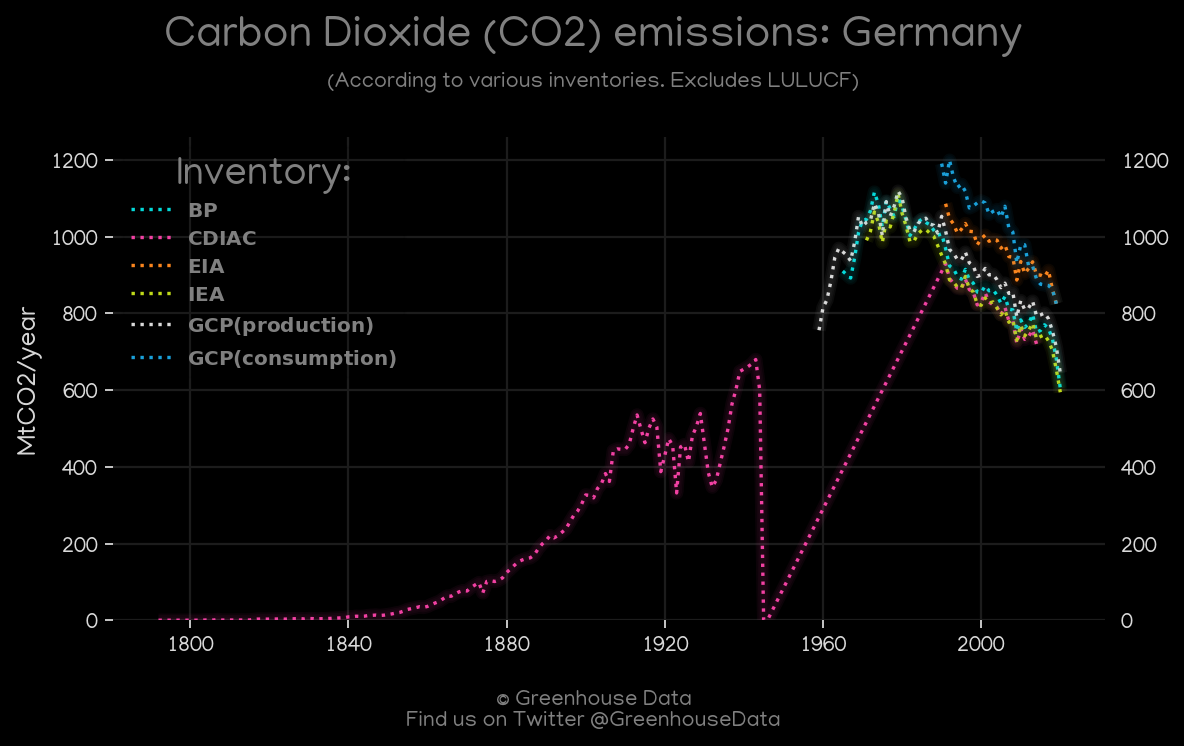 Carbon Dioxide (CO2) emissions: Germany
(According to various inventories. Excludes LULUCF)
Inventory:
BP
CDIAC
EIA
IEA
GCP(production)
GCP(consumption)
MtCO2/year
1200
1000
800
600
400
200
0
1200
1000
800
600
400
200
0
1800 1840 1880 1920 1960 2000
© Greenhouse Data
Find us on Twitter @GreenhouseData